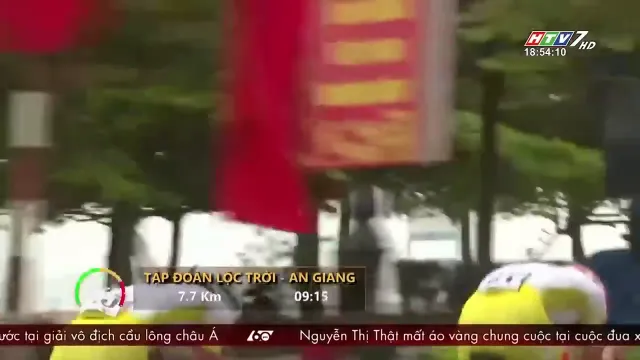 HTV7 HD
18:54:10
TẬP ĐOÀN LỘC TRỜI - AN GIANG
7.7 Km 09:15
ước tại giải vô địch cầu lông châu Á 60 Nguyễn Thị Thật mất áo vàng chung cuộc tại cuộc đua x